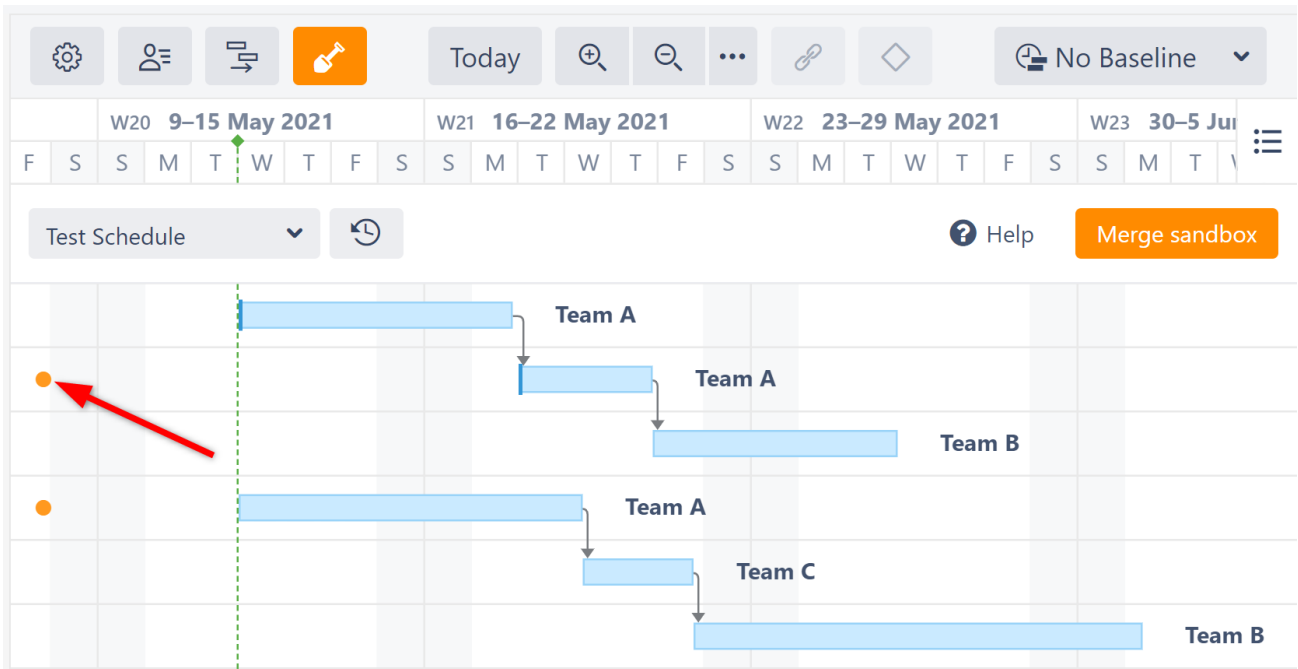 Today ••• No Baseline
W20 9–15 May 2021 W21 16–22 May 2021 W22 23–29 May 2021 W23 30–5
F S S M T W T F S S M T W T F S S M T W T F S S M T
Test Schedule Help Merge sandbox
Team A
Team A
Team B
Team A
Team C
Team B